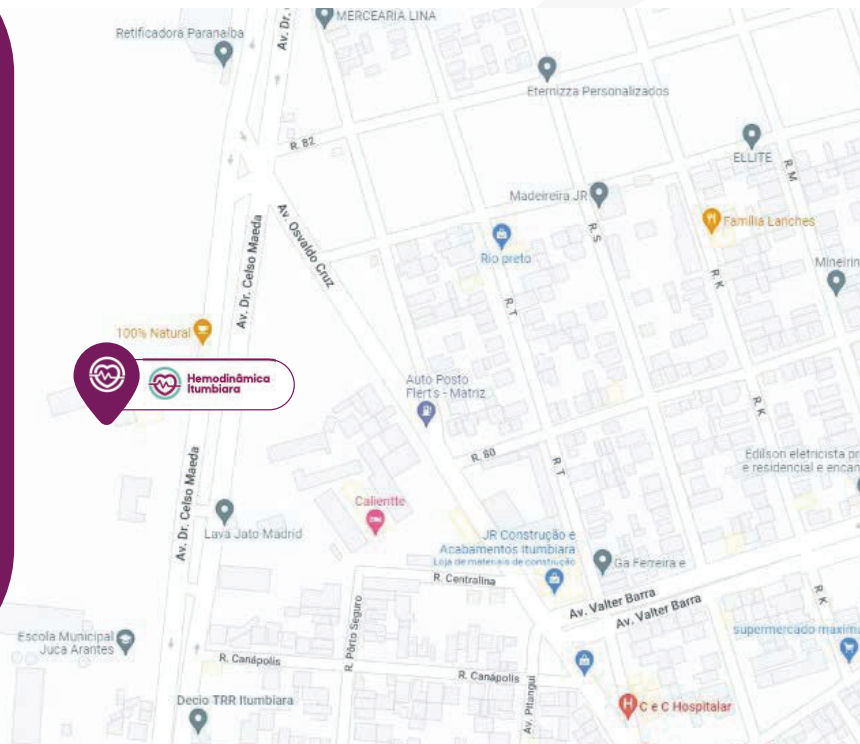 MERCEARIA LINA
Retificadora Paranaíba
Av. Dr.
Eternizza Personalizados
R. 82
ELLITE
R. M
Madeireira JR
Av. Osvaldo Cruz
Família Lanches
R. S
Av. Dr. Celso Maeda
Rio preto
R. K
Mineirin
R. T
100% Natural
Hemodinâmica
Itumbiara
Auto Posto
Flert's - Matriz
R. K
R. 80
R. T
Edilson eletricista pr
e residencial e encan
Av. Dr. Celso Maeda
Calientte
Lava Jato Madrid
JR Construção e
Acabamentos Itumbiara
Loja de materiais de construção
Ga Ferreira e
R. Centralina
Av. Valter Barra
Av. Valter Barra
R. K
R. Pôrto Seguro
supermercado maximu
Escola Municipal
Juca Arantes
R. Canápolis
R. Canápolis
Av. Pitangui
Decio TRR Itumbiara
H
C e C Hospitalar